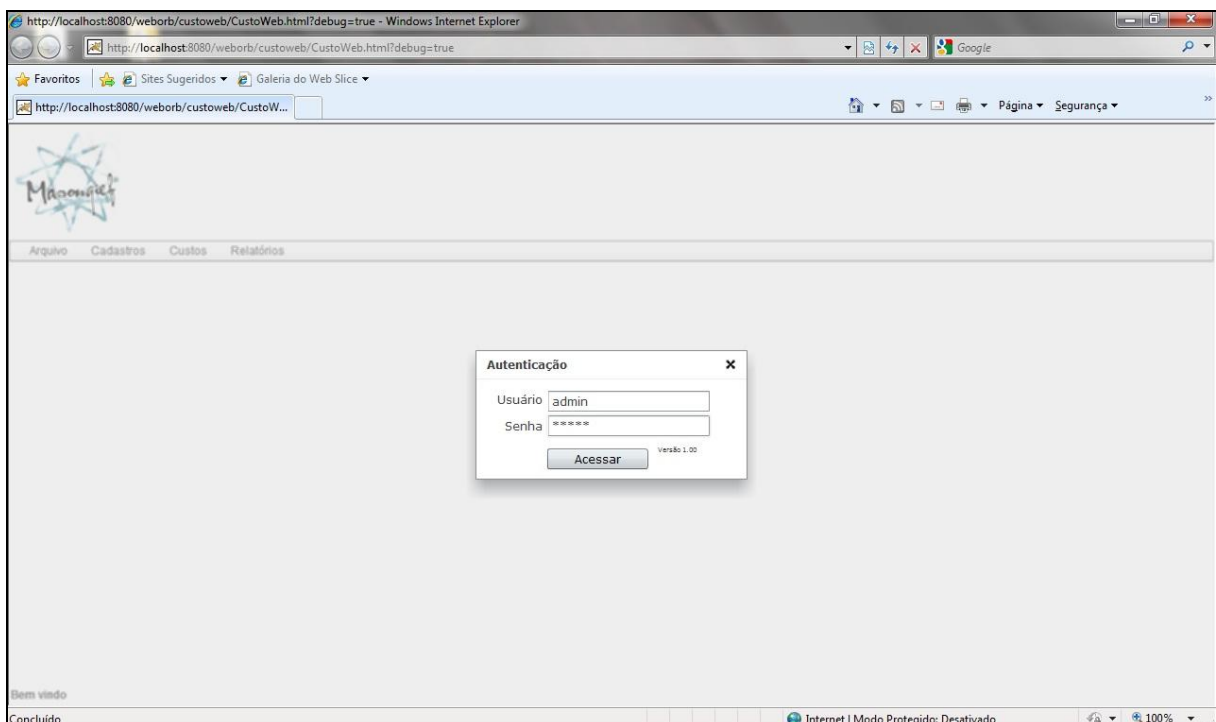 http://localhost:8080/weborb/custoweb/CustoWeb.html?debug=true - Windows Internet Explorer
http://localhost:8080/weborb/custoweb/CustoWeb.html?debug=true
Google
Favoritos
Sites Sugeridos
Galeria do Web Slice
http://localhost:8080/weborb/custoweb/CustoW...
Página
Segurança
Arquivo Cadastros Custos Relatórios
Autenticação
Usuário admin
Senha *****
Acessar
Versão 1.00
Bem vindo
Concluído
Internet | Modo Protegido: Desativado
100%